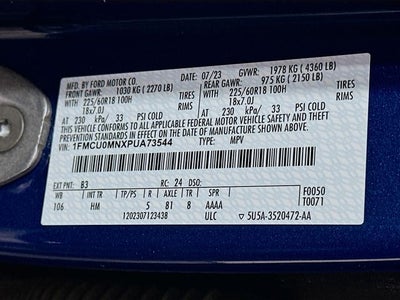 MFD. BY FORD MOTOR CO. 07/23 GVWR: 1978 KG ( 4360 LB)
FRONT GAWR: 1030 KG ( 2270 LB) REAR GAWR: 975 KG ( 2150 LB)
225/60R18 100H TIRES 225/60R18 100H TIRES
18x7.0J RIMS 18x7.0J RIMS
AT 230 kPa/ 33 PSI COLD AT 230 kPa/ 33 PSI COLD
THIS VEHICLE CONFORMS TO ALL APPLICABLE FEDERAL MOTOR VEHICLE SAFETY, BUMPER
AND THEFT PREVENTION STANDARDS IN EFFECT ON THE DATE OF MANUFACTURE SHOWN ABOVE.
VIN: 1FMCU0MNXPUA73544 TYPE: MPV
EXT PNT: B3 RC: 24 DSO: F0050
WB SPR T0071
106 HM 5 81 8 AAAA
1202307123438 ULC ▽ 5U5A-3520472-AA